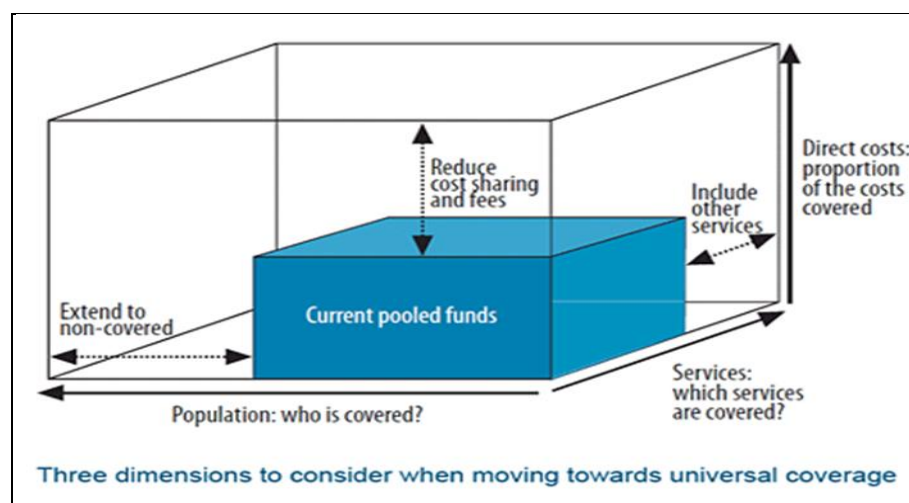 Reduce
cost sharing
and fees
Include
other
services
Direct costs:
proportion
of the costs
covered
Extend to
non-covered
Current pooled funds
Population: who is covered?
Services:
which services
are covered?
Three dimensions to consider when moving towards universal coverage